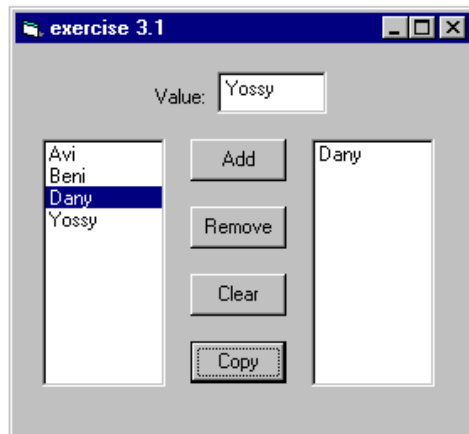 exercise 3.1
Value: Yossy
Avi
Beni
Dany
Yossy
Add
Remove
Clear
Copy
Dany